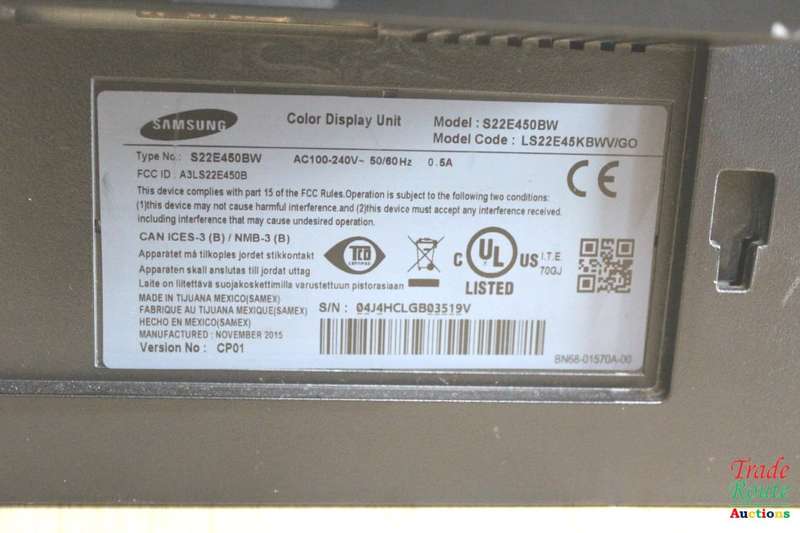 SAMSUNG
Color Display Unit
Model : S22E450BW
Model Code : LS22E45KBWV/GO
Type No.: S22E450BW AC100-240V~ 50/60Hz 0.5A
FCC ID : A3LS22E450B
This device complies with part 15 of the FCC Rules.Operation is subject to the following two conditions:
(1)this device may not cause harmful interference.and (2)this device must accept any interference received.
including interference that may cause undesired operation.
CE
CAN ICES-3 (B) / NMB-3 (B)
Apparatet må tilkoples jordet stikkontakt
Apparaten skall anslutas till jordat uttag
Laite on liitettävä suojakoskettimilla varustettuun pistorasiaan
TCO
CERTIFIED
C UL US
LISTED
I.T.E.
70GJ
MADE IN TIJUANA MEXICO(SAMEX)
FABRIQUE AU TIJUANA MEXIQUE(SAMEX)
HECHO EN MEXICO(SAMEX)
MANUFACTURED : NOVEMBER 2015
Version No : CP01
S/N : 04J4HCLGB03519V
BN68-01570A-00
Trade
Route
Auctions